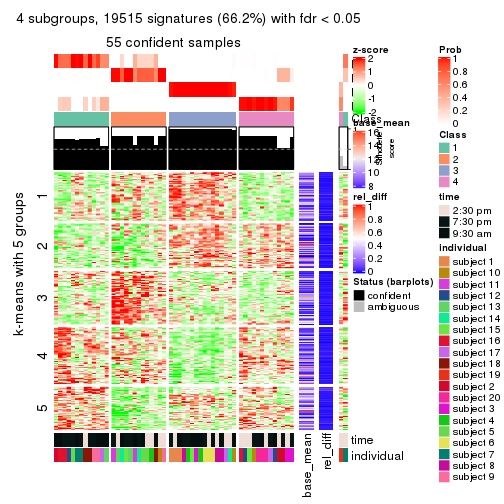 4 subgroups, 19515 signatures (66.2%) with fdr < 0.05
55 confident samples
k-means with 5 groups
1
2
3
4
5
Class
1
0
Silhouette
score
time
individual
base_mean
rel_diff
z-score
2
1
0
-1
-2
base_mean
16
14
12
10
8
rel_diff
1
0.8
0.6
0.4
0.2
0
Status (barplots)
confident
ambiguous
Prob
1
0.8
0.6
0.4
0.2
0
Class
1
2
3
4
time
2:30 pm
7:30 pm
9:30 am
individual
subject 1
subject 10
subject 11
subject 12
subject 13
subject 14
subject 15
subject 16
subject 17
subject 18
subject 19
subject 2
subject 20
subject 3
subject 4
subject 5
subject 6
subject 7
subject 8
subject 9